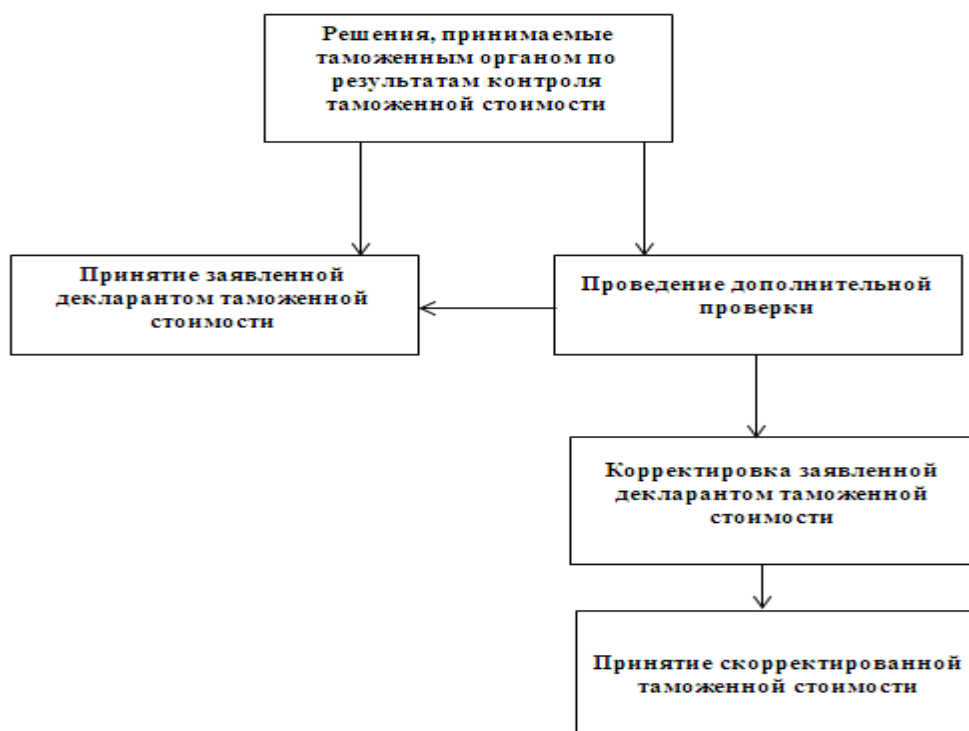 Решения, принимаемые
таможенным органом по
результатам контроля
таможенной стоимости
Принятие заявленной
декларантом таможенной
стоимости
Проведение дополнительной
проверки
Корректировка заявленной
декларантом таможенной
стоимости
Принятие скорректированной
таможенной стоимости